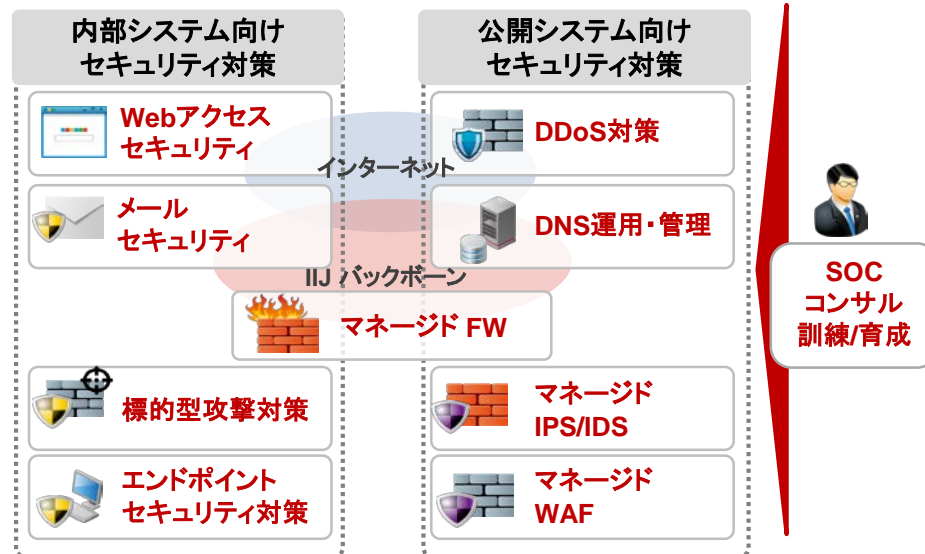 内部システム向け
セキュリティ対策
公開システム向け
セキュリティ対策
Webアクセス
セキュリティ
DDoS対策
インターネット
メール
セキュリティ
DNS運用・管理
IIJ バックボーン
マネージド FW
SOC
コンサル
訓練/育成
標的型攻撃対策
マネージド
IPS/IDS
エンドポイント
セキュリティ対策
マネージド
WAF